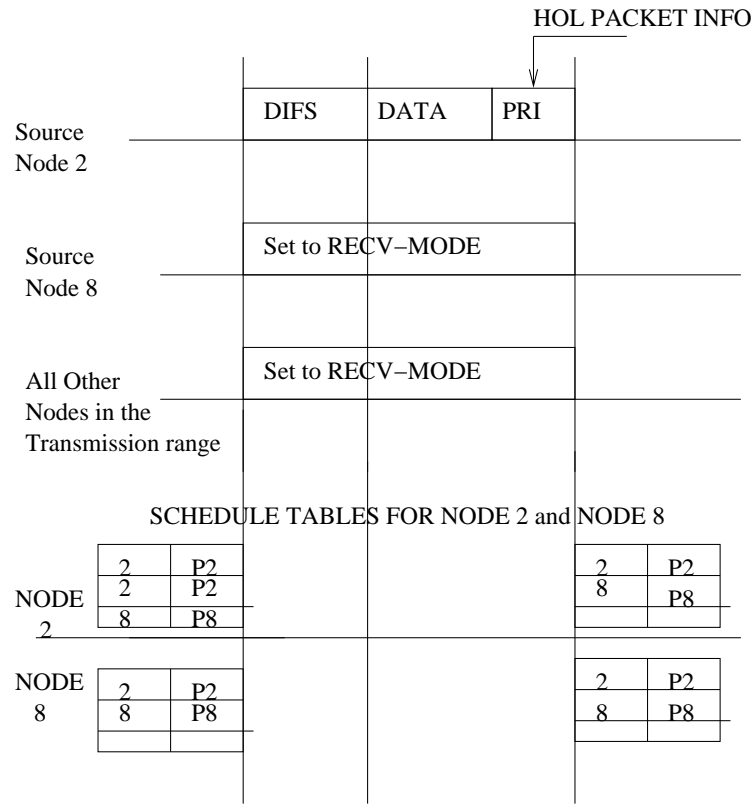 HOL PACKET INFO
DIFS DATA PRI
Source
Node 2
Set to RECV−MODE
Source
Node 8
Set to RECV−MODE
All Other
Nodes in the
Transmission range
SCHEDULE TABLES FOR NODE 2 and NODE 8
NODE
2
2 P2
2 P2
8 P8
2 P2
8 P8
NODE
8
2 P2
8 P8
2 P2
8 P8